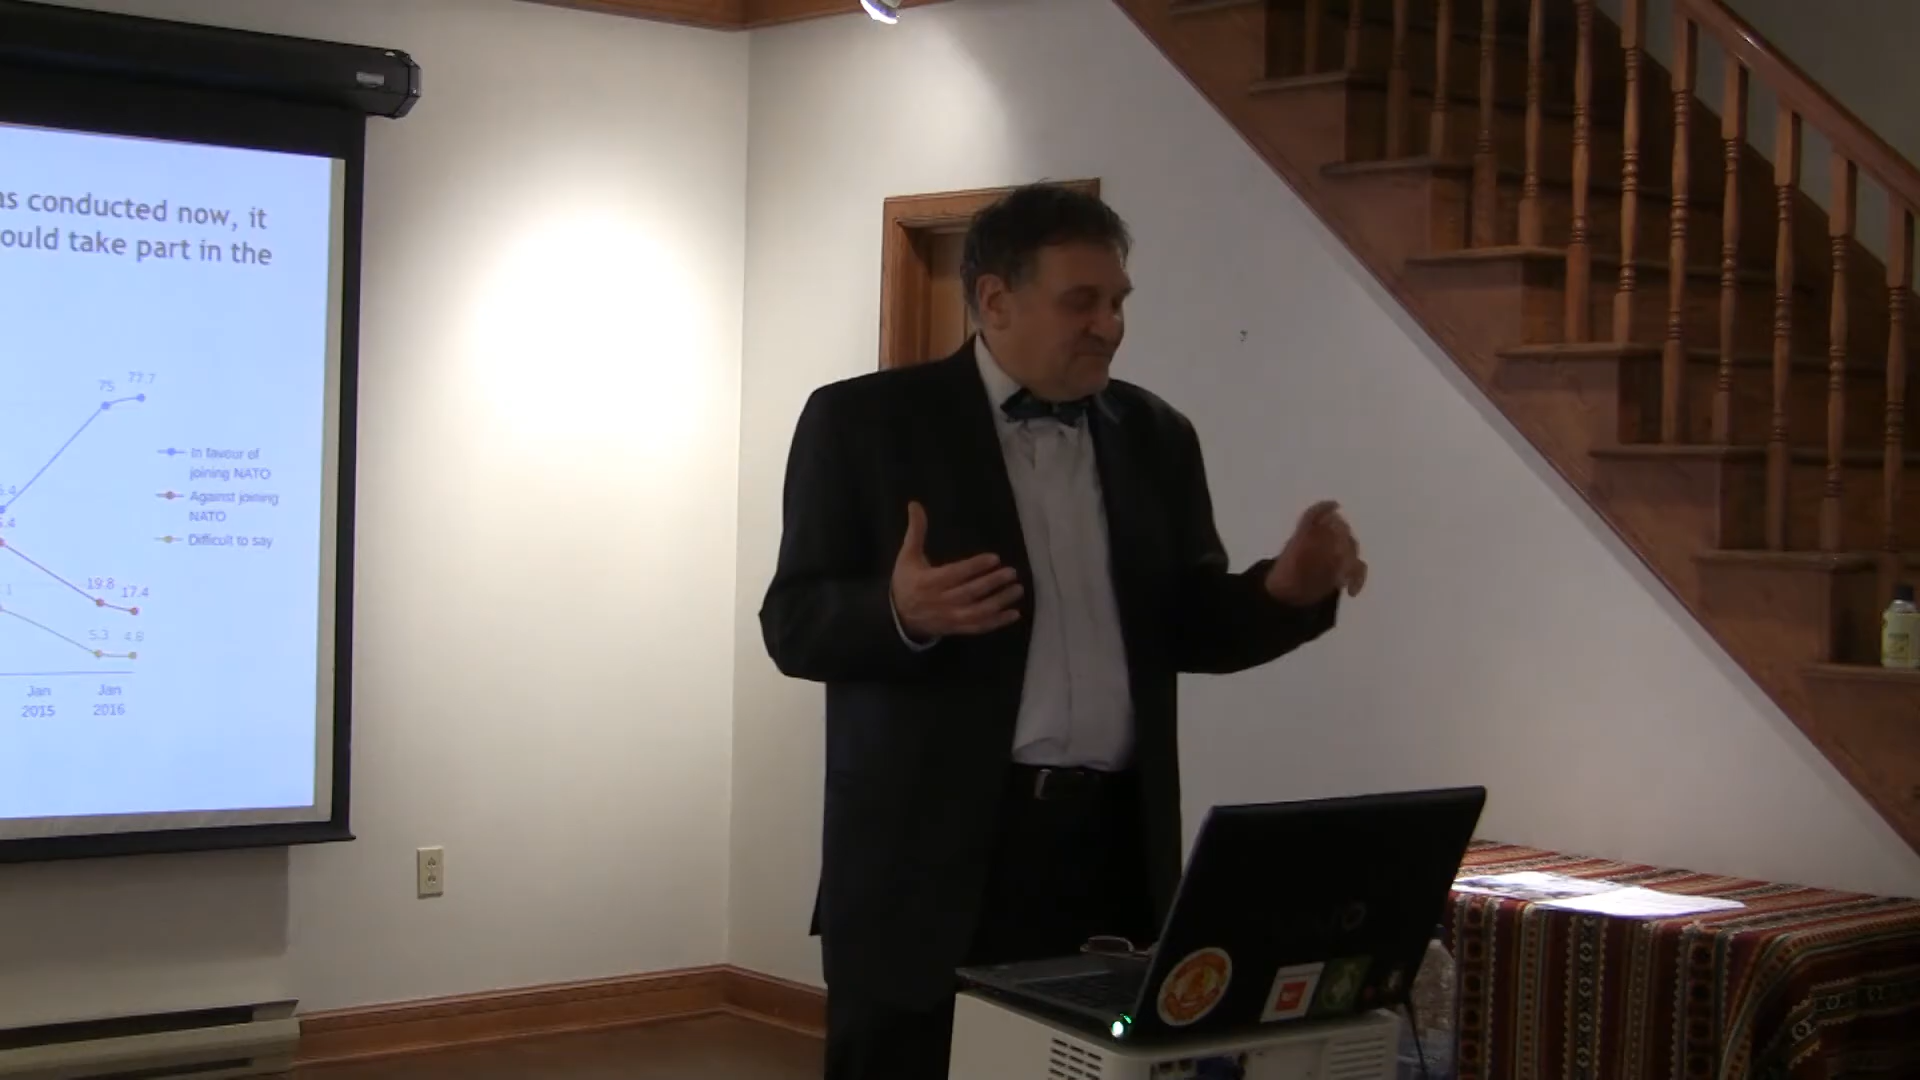 as conducted now, it
ould take part in the
75
77.7
In favour of
joining NATO
Against joining
NATO
Difficult to say
19.8
17.4
5.3
4.8
Jan
2015
Jan
2016